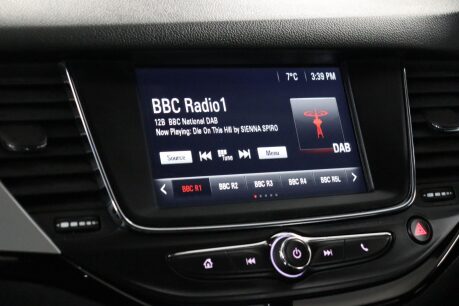 7°C 3:39 PM
BBC Radio1
12B BBC National DAB
Now Playing: Die On This Hill by SIENNA SPIRO
Source Tune Menu
DAB
BBC R1 BBC R2 BBC R3 BBC R4 BBC R5L